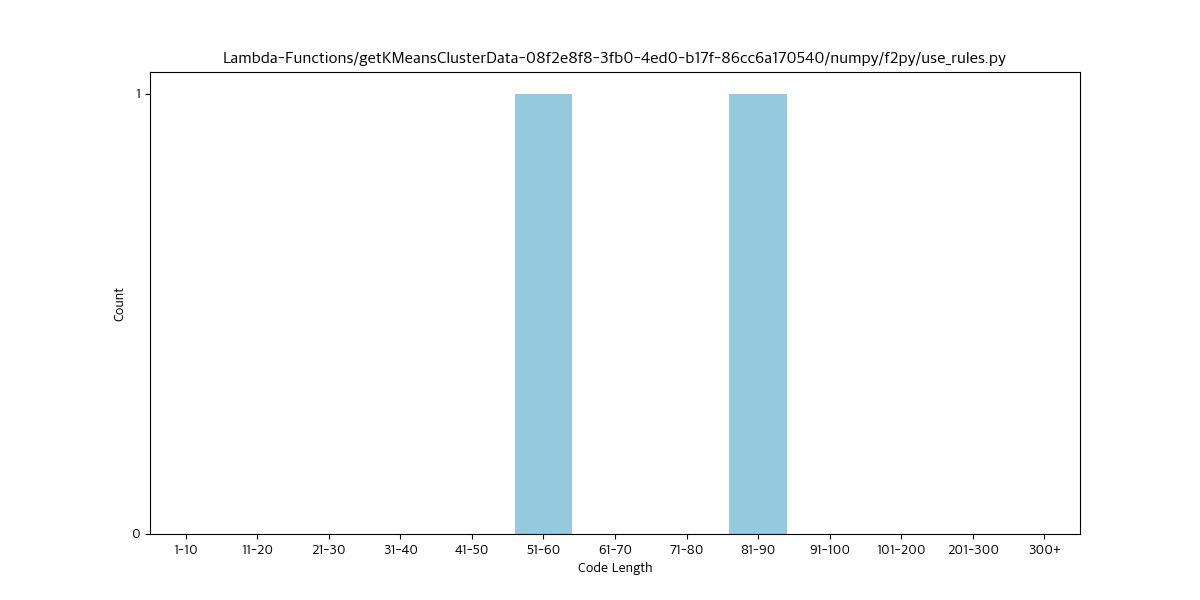 Lambda-Functions/getKMeansClusterData-08f2e8f8-3fb0-4ed0-b17f-86cc6a170540/numpy/f2py/use_rules.py
1
Count
0
1-10 11-20 21-30 31-40 41-50 51-60 61-70 71-80 81-90 91-100 101-200 201-300 300+
Code Length